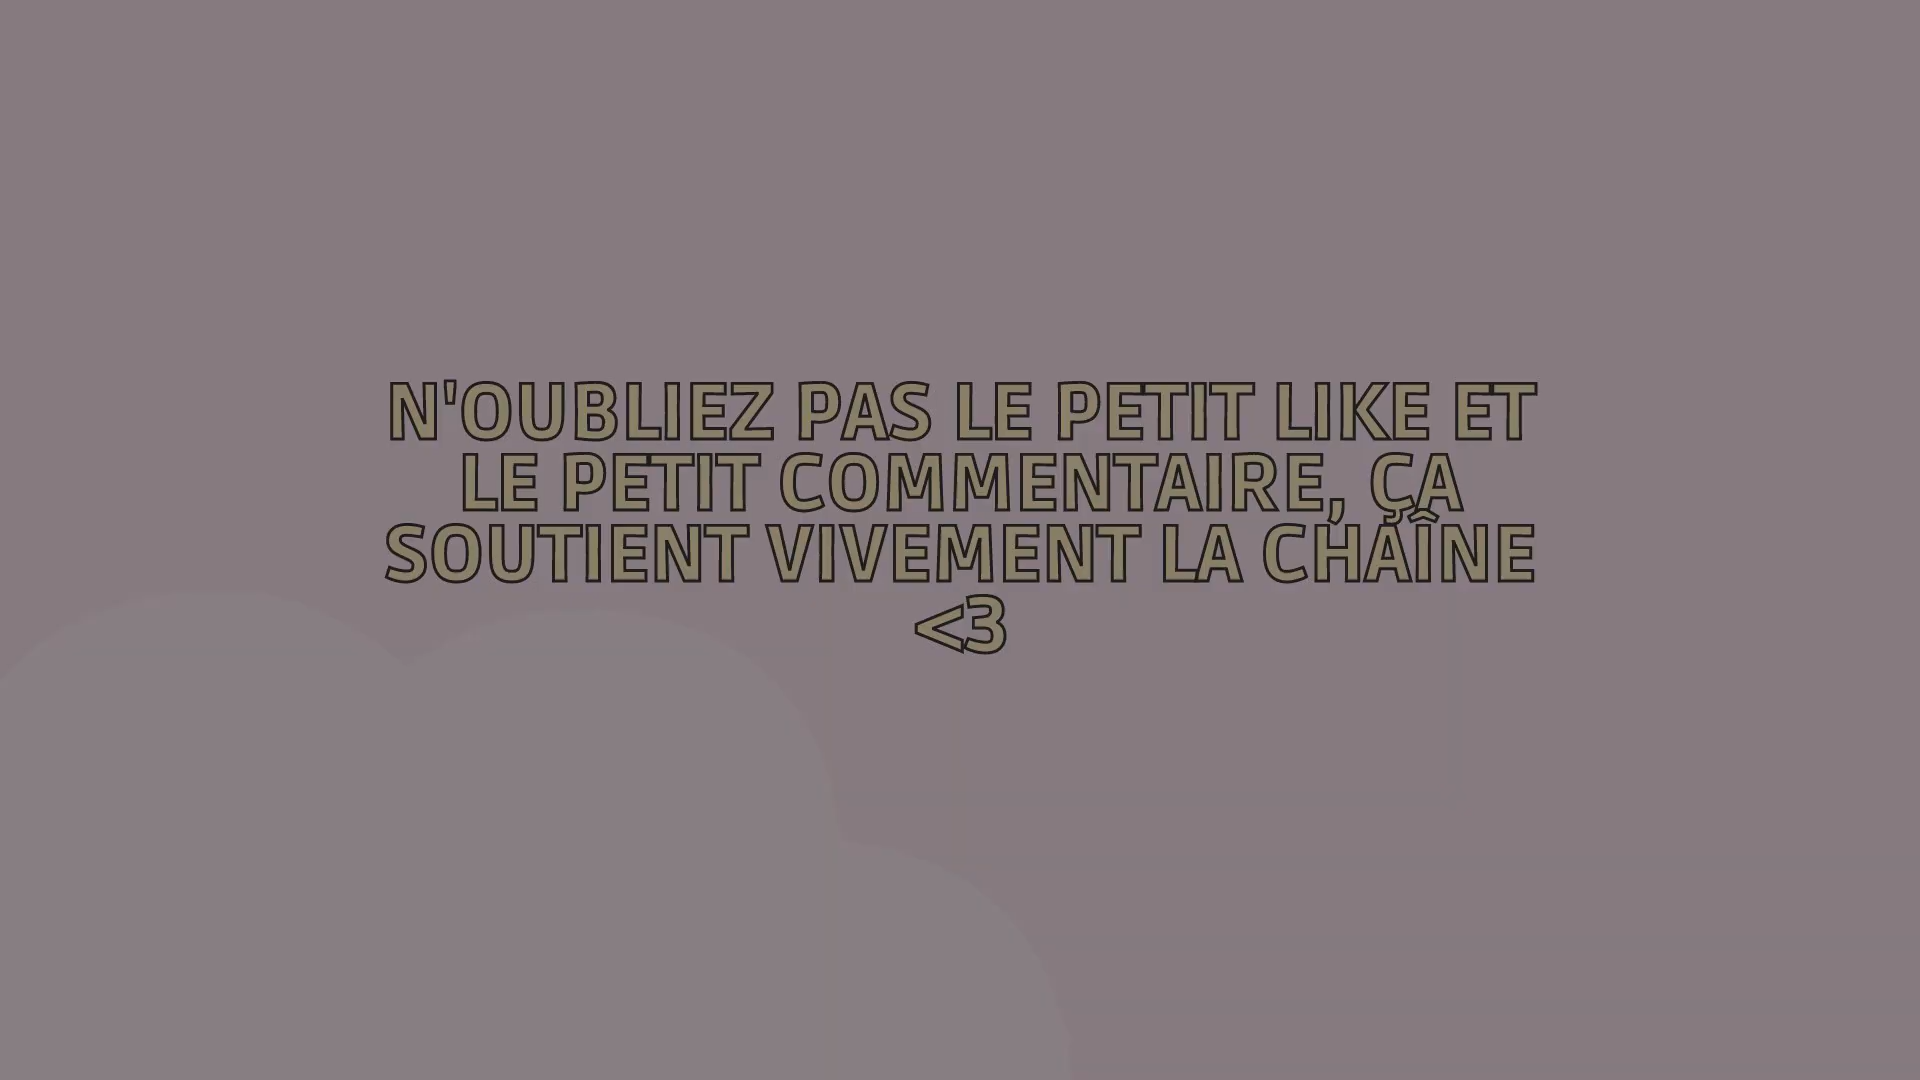 N'OUBLIEZ PAS LE PETIT LIKE ET
LE PETIT COMMENTAIRE, ÇA
SOUTIENT VIVEMENT LA CHAÎNE
<3